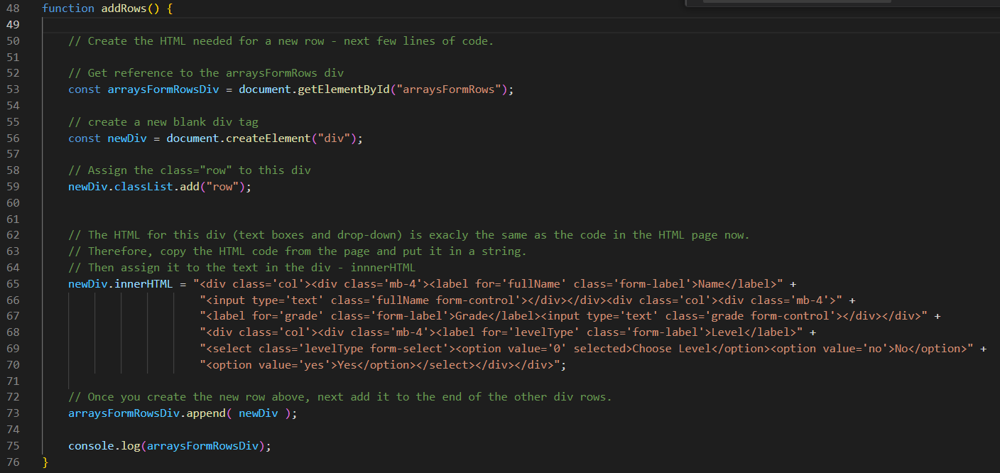 48 function addRows() {
49
50 // Create the HTML needed for a new row - next few lines of code.
51
52 // Get reference to the arraysFormRows div
53 const arraysFormRowsDiv = document.getElementById("arraysFormRows");
54
55 // create a new blank div tag
56 const newDiv = document.createElement("div");
57
58 // Assign the class="row" to this div
59 newDiv.classList.add("row");
60
61
62 // The HTML for this div (text boxes and drop-down) is exacly the same as the code in the HTML page now.
63 // Therefore, copy the HTML code from the page and put it in a string.
64 // Then assign it to the text in the div - innnerHTML
65 newDiv.innerHTML = "<div class='col'><div class='mb-4'><label for='fullName' class='form-label'>Name</label>" +
66 "<input type='text' class='fullName form-control'></div></div><div class='col'><div class='mb-4'>" +
67 "<label for='grade' class='form-label'>Grade</label><input type='text' class='grade form-control'></div></div>" +
68 "<div class='col'><div class='mb-4'><label for='levelType' class='form-label'>Level</label>" +
69 "<select class='levelType form-select'><option value='0' selected>Choose Level</option><option value='no'>No</option>" +
70 "<option value='yes'>Yes</option></select></div></div>";
71
72 // Once you create the new row above, next add it to the end of the other div rows.
73 arraysFormRowsDiv.append( newDiv );
74
75 console.log(arraysFormRowsDiv);
76 }